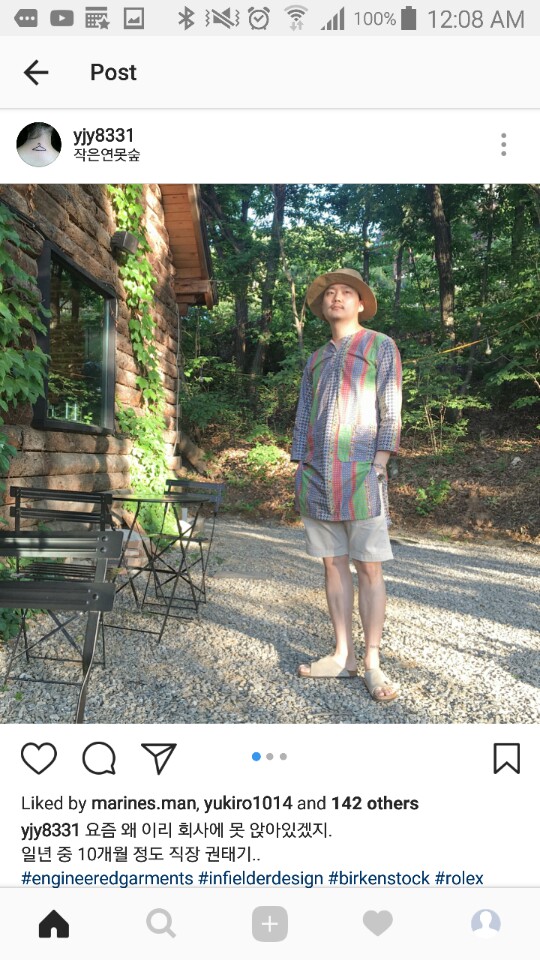 100% 12:08 AM
Post
yjy8331
작은연못숲
Liked by marines.man, yukiro1014 and 142 others
yjy8331 요즘 왜 이리 회사에 못 앉아있겠지.
일년 중 10개월 정도 직장 권태기..
#engineeredgarments #infielderdesign #birkenstock #rolex